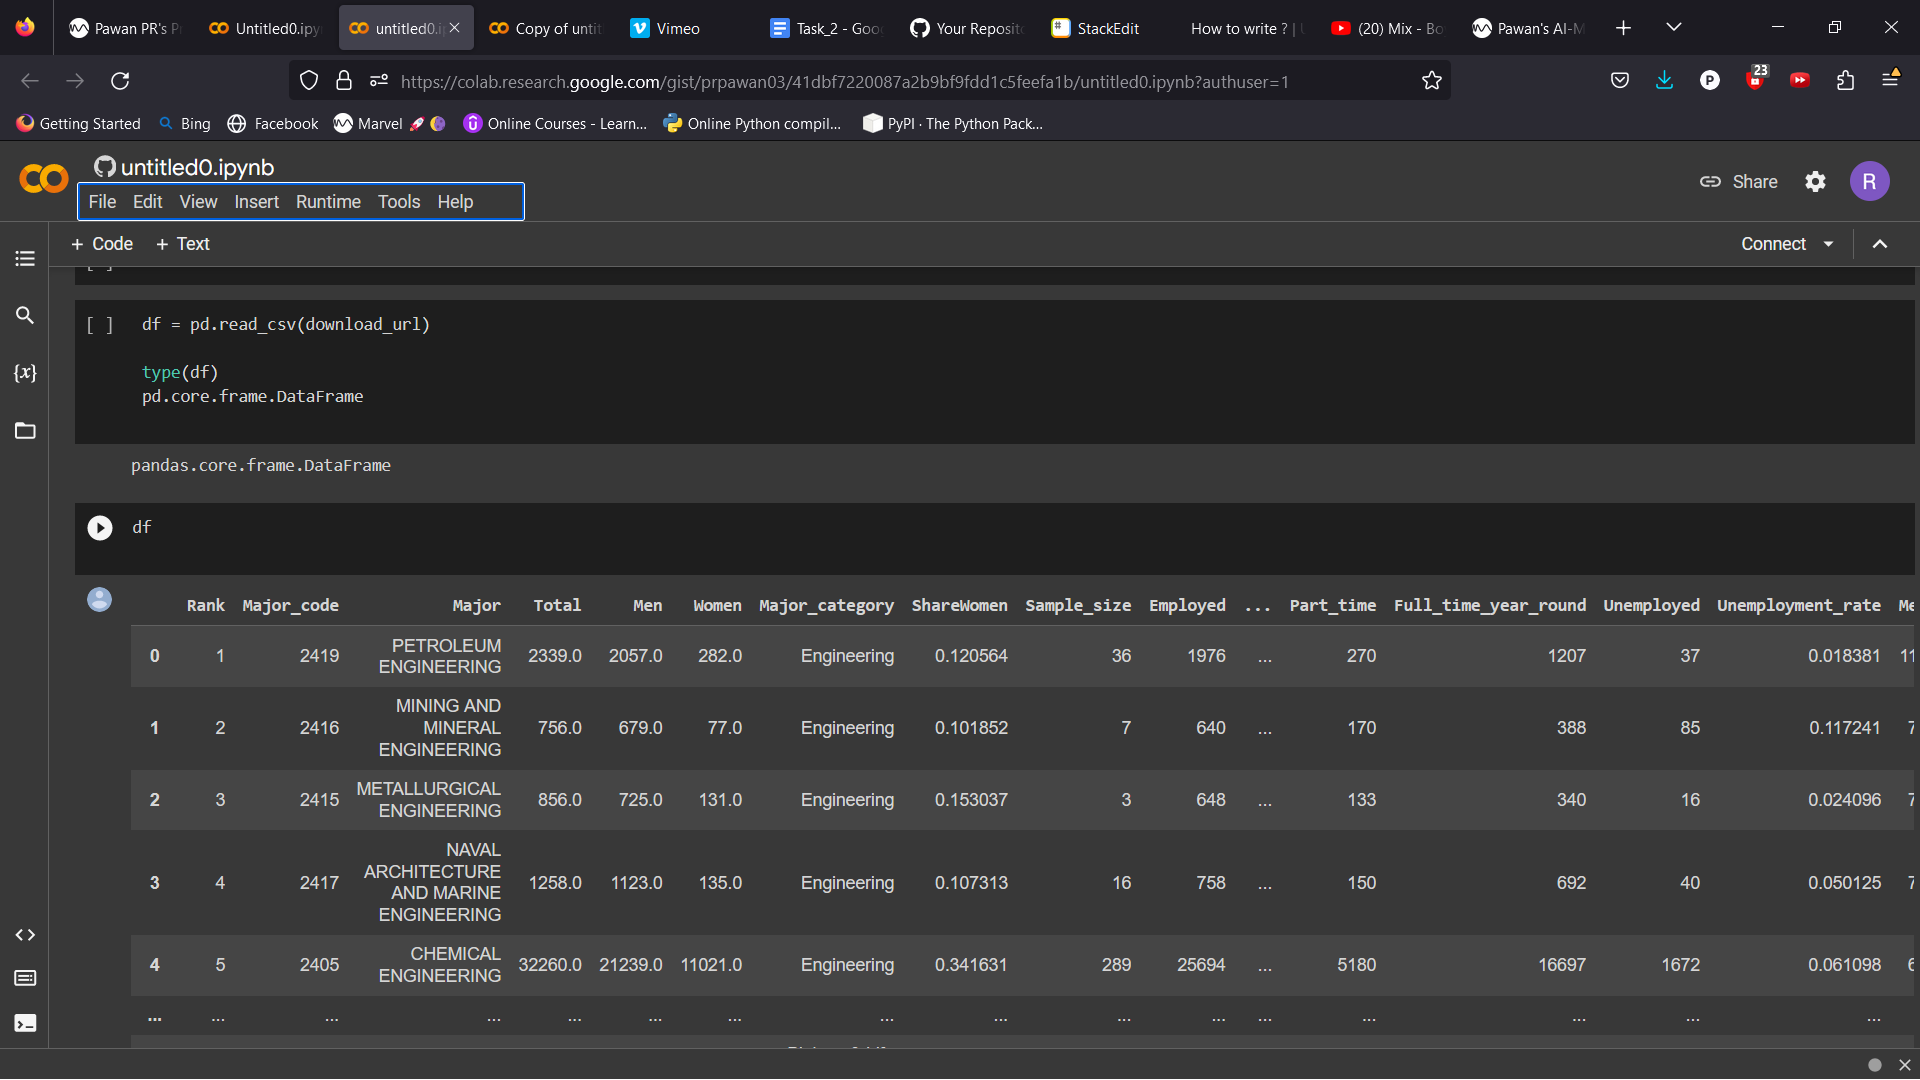 Pawan PR's P
Untitled0.ipy
untitled0.i
Copy of untit
Vimeo
Task_2 - Goo
Your Reposito
StackEdit
How to write ? |
(20) Mix - Bo
Pawan's AI-M
https://colab.research.google.com/gist/prpawan03/41dbf7220087a2b9bf9fdd1c5feefa1b/untitled0.ipynb?authuser=1
P
23
Getting Started Bing Facebook Marvel 🚀🌘 Online Courses - Learn... Online Python compil... PyPI · The Python Pack...
untitled0.ipynb
File Edit View Insert Runtime Tools Help
Share
R
+ Code + Text
Connect
[ ] df = pd.read_csv(download_url)
type(df)
pd.core.frame.DataFrame
pandas.core.frame.DataFrame
df
Rank Major_code Major Total Men Women Major_category ShareWomen Sample_size Employed ... Part_time Full_time_year_round Unemployed Unemployment_rate Me
0 1 2419 PETROLEUM ENGINEERING 2339.0 2057.0 282.0 Engineering 0.120564 36 1976 ... 270 1207 37 0.018381 11
1 2 2416 MINING AND MINERAL ENGINEERING 756.0 679.0 77.0 Engineering 0.101852 7 640 ... 170 388 85 0.117241 7
2 3 2415 METALLURGICAL ENGINEERING 856.0 725.0 131.0 Engineering 0.153037 3 648 ... 133 340 16 0.024096 7
3 4 2417 NAVAL ARCHITECTURE AND MARINE ENGINEERING 1258.0 1123.0 135.0 Engineering 0.107313 16 758 ... 150 692 40 0.050125 7
4 5 2405 CHEMICAL ENGINEERING 32260.0 21239.0 11021.0 Engineering 0.341631 289 25694 ... 5180 16697 1672 0.061098 6
... ... ... ... ... ... ... ... ... ... ... ... ... ... ... ...